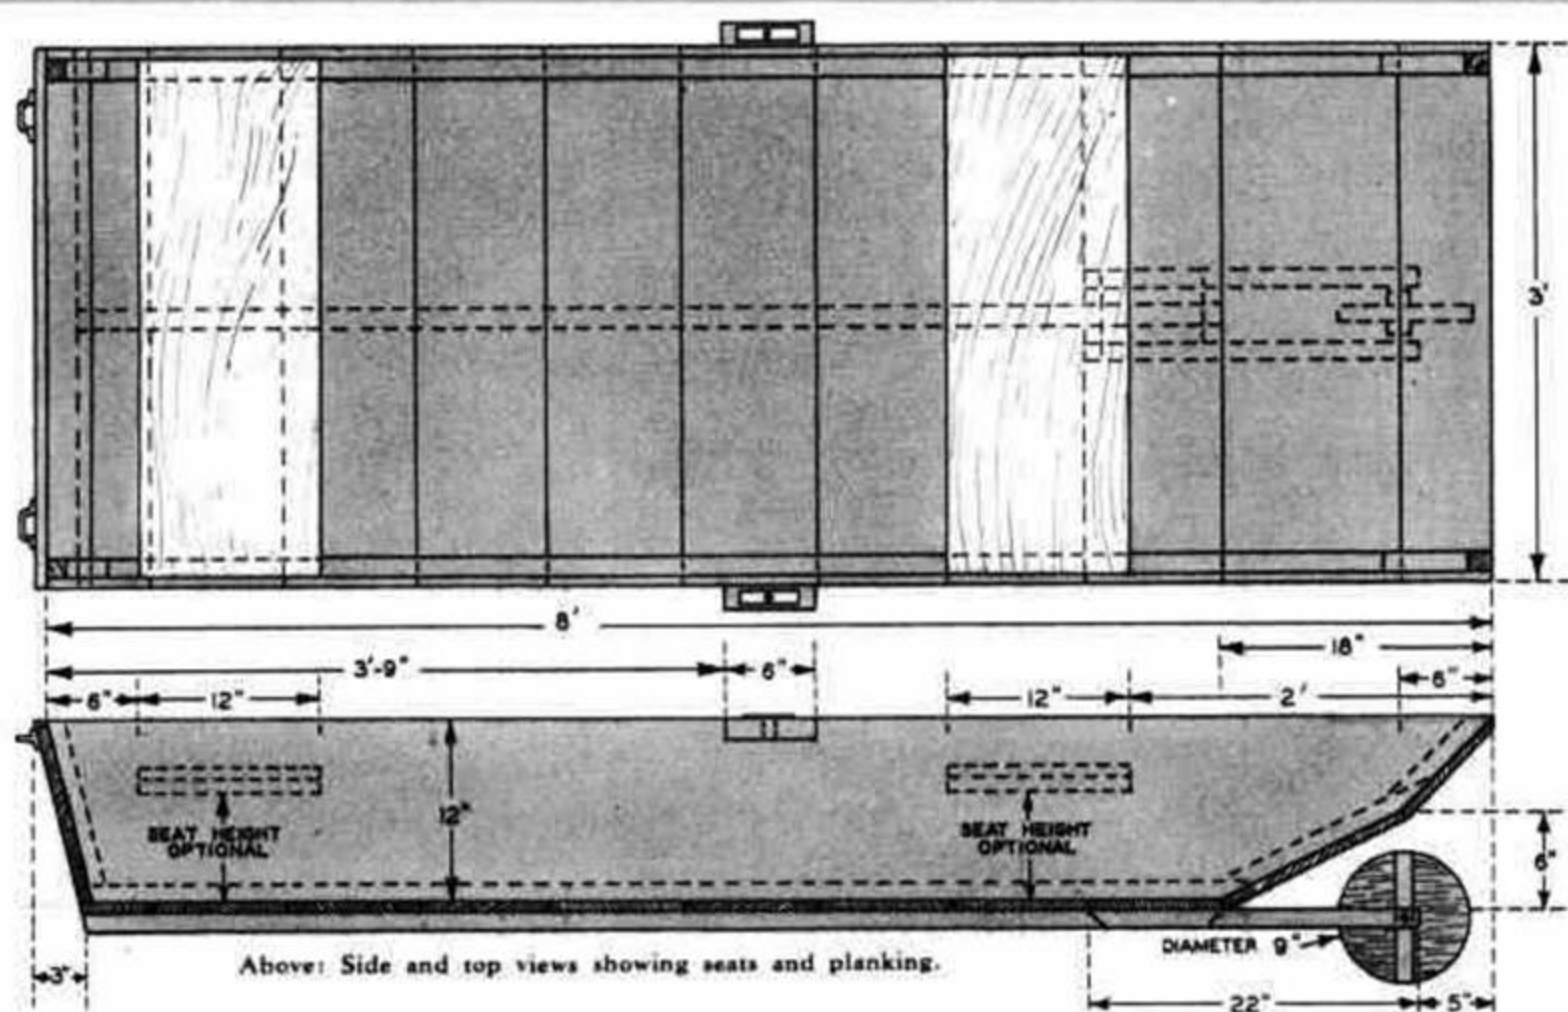 3'
8'
18"
3'-9"
6"
6"
6"
12"
12"
2'
12"
SEAT HEIGHT
OPTIONAL
SEAT HEIGHT
OPTIONAL
6"
DIAMETER 9"
Above: Side and top views showing seats and planking.
3"
22"
5"